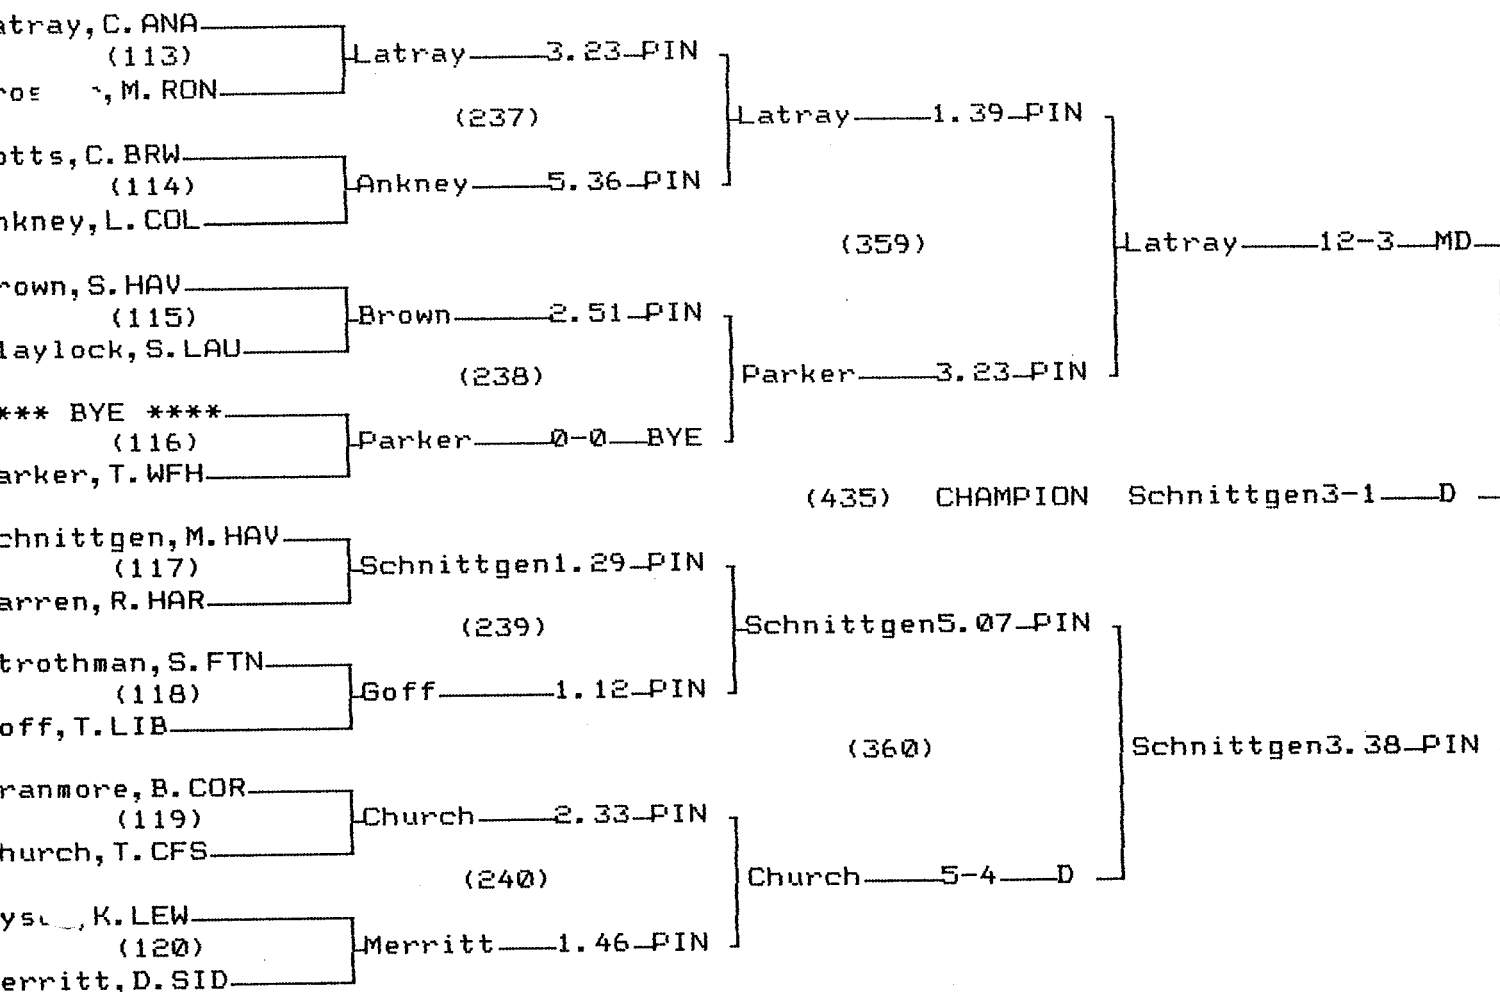 atray,C.ANA
(113) Latray 3.23 PIN
, M.RON
(237) Latray 1.39 PIN
otts,C.BRW
(114) Ankney 5.36 PIN
nkney,L.COL
(359) Latray 12-3 MD
rown,S.HAV
(115) Brown 2.51 PIN
laylock,S.LAU
(238) Parker 3.23 PIN
*** BYE ****
(116) Parker 0-0 BYE
arker,T.WFH
(435) CHAMPION Schnittgen3-1 D
chnittgen,M.HAV
(117) Schnittgen1.29 PIN
arren,R.HAR
(239) Schnittgen5.07 PIN
trothman,S.FTN
(118) Goff 1.12 PIN
off,T.LIB
(360) Schnittgen3.38 PIN
ranmore,B.COR
(119) Church 2.33 PIN
hurch,T.CFS
(240) Church 5-4 D
, K.LEW
(120) Merritt 1.46 PIN
erritt,D.SID